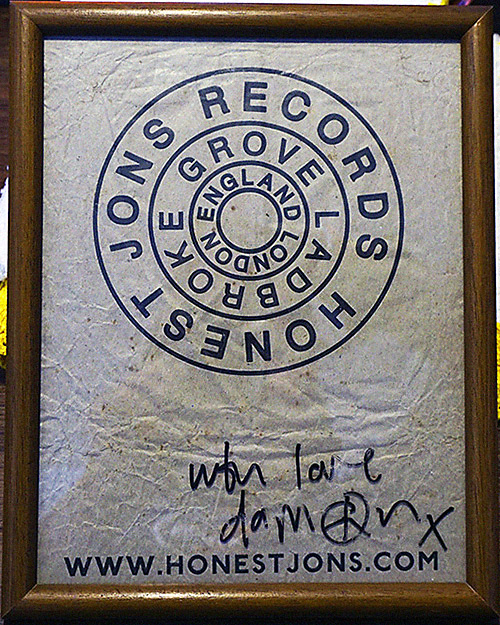 HONEST JONS RECORDS
LADBROKE GROVE
LONDON ENGLAND
with love
damon x
WWW.HONESTJONS.COM